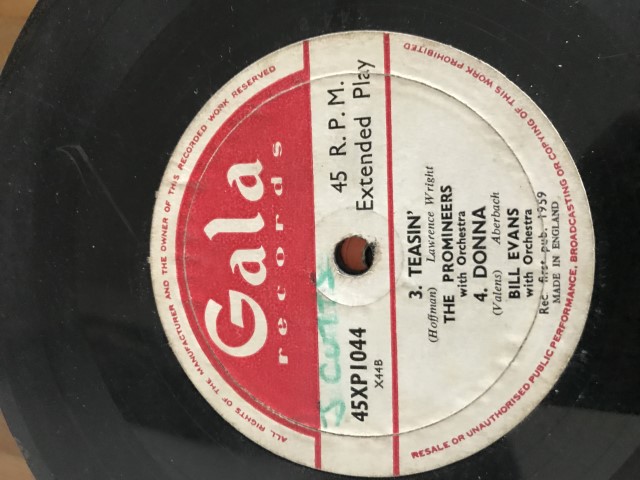 ALL RIGHTS OF THE MANUFACTURER AND THE OWNER OF THIS RECORDED WORK RESERVED
Gala
records
45 R.P.M.
Extended Play
45XP1044
X44B
3. TEASIN'
(Hoffman) Lawrence Wright
THE PROMINEERS
with Orchestra
4. DONNA
(Valens) Aberbach
BILL EVANS
with Orchestra
Rec first pub. 1959
MADE IN ENGLAND
RESALE OR UNAUTHORISED PUBLIC PERFORMANCE, BROADCASTING OR COPYING OF THIS WORK PROHIBITED